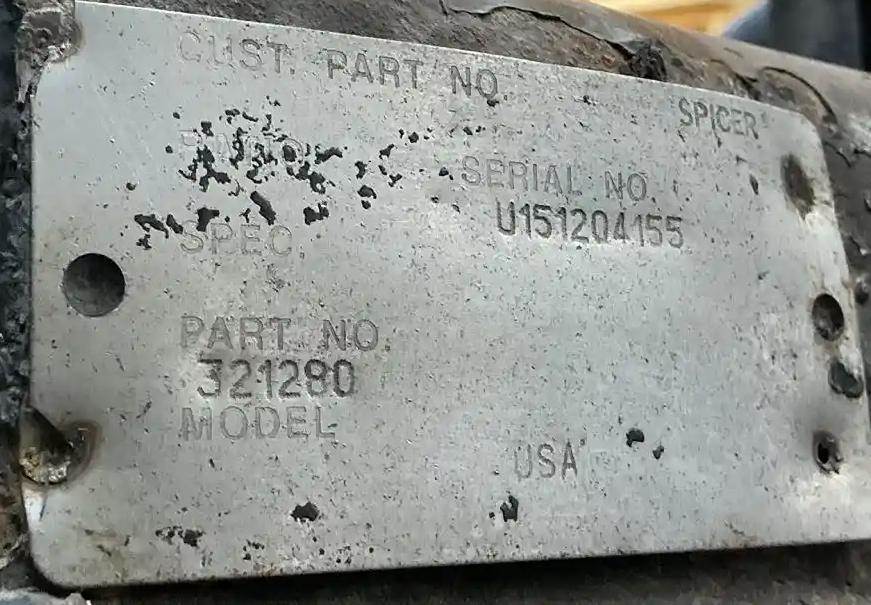 CUST. PART NO.
SPICER
SERIAL NO.
U151204155
SPEC
PART NO.
321280
MODEL
USA